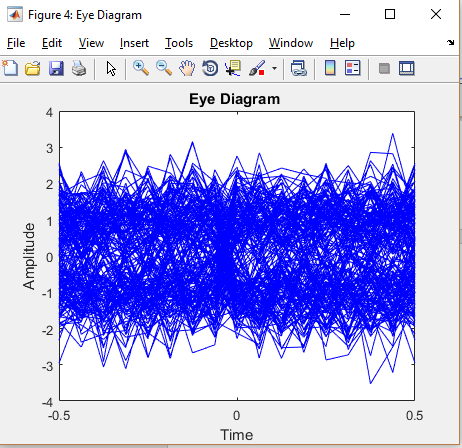 Figure 4: Eye Diagram
File Edit View Insert Tools Desktop Window Help
Eye Diagram
4
3
2
1
0
-1
-2
-3
-4
Amplitude
-0.5 0 0.5
Time